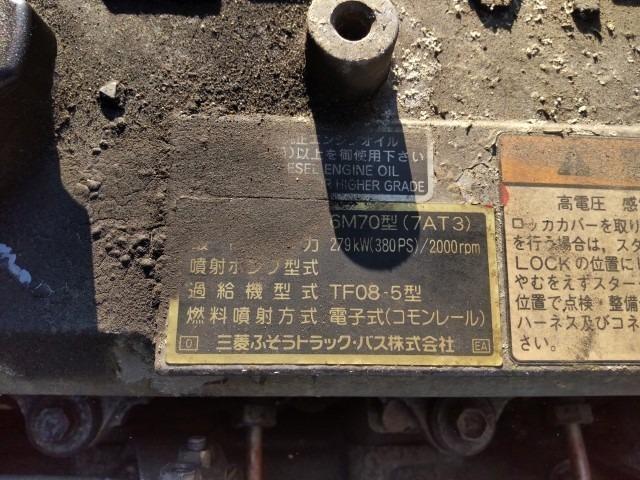 エンジンオイル
以上を御使用下さい
ENGINE OIL
HIGHER GRADE
6M70型(7AT3)
力 279kW(380PS)/2000rpm
噴射ポンプ型式
過給機型式 TF08-5型
燃料噴射方式 電子式(コモンレール)
0 三菱ふそうトラック・バス株式会社 EA
高電圧 感
ロッカカバーを取り
を行う場合は、スタ
LOCKの位置にし
やむをえずスター
位置で点検・整備
ハーネス及びコネ
さい。